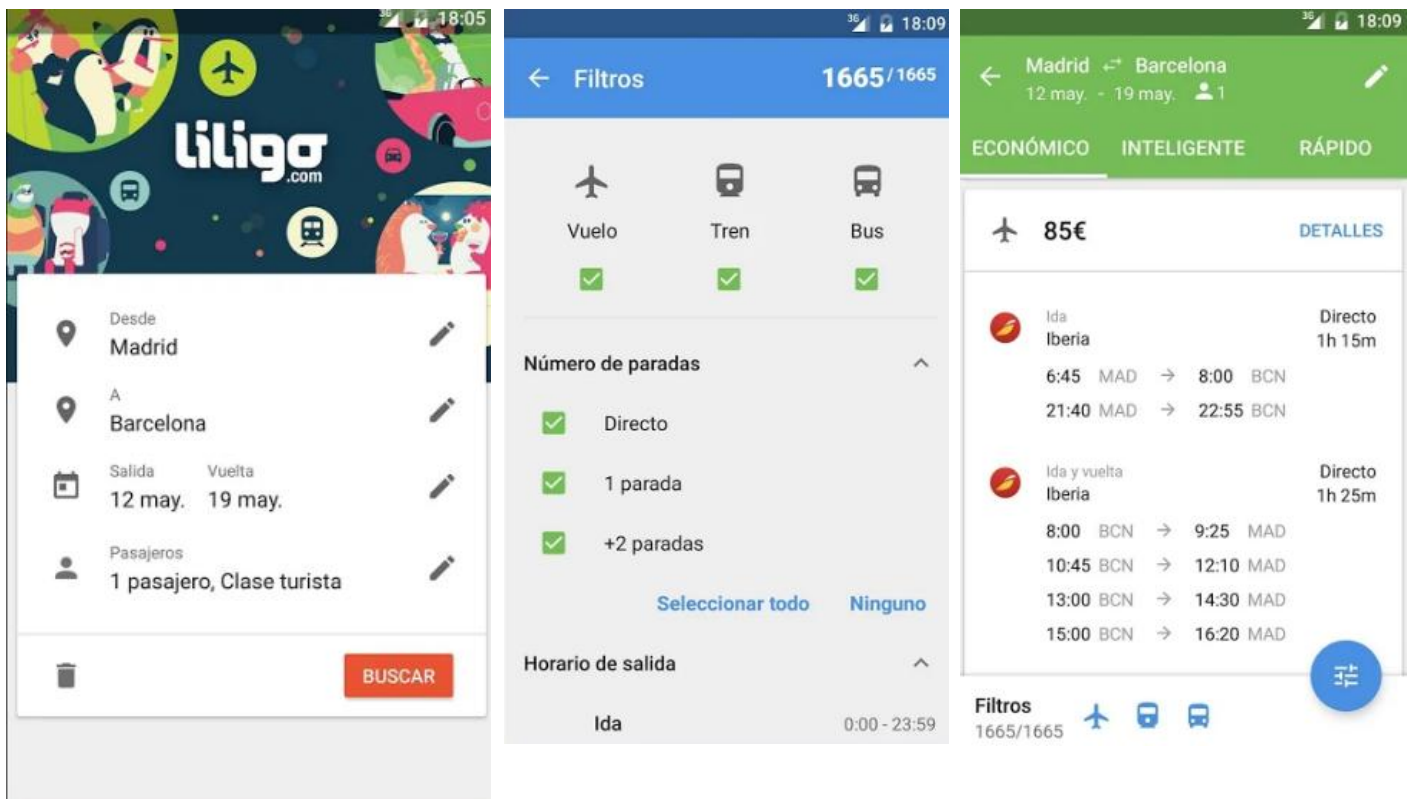 3G 18:05
liligo
.com
Desde
Madrid
A
Barcelona
Salida Vuelta
12 may. 19 may.
Pasajeros
1 pasajero, Clase turista
BUSCAR
3G 18:09
Filtros 1665/1665
Vuelo Tren Bus
Número de paradas
Directo
1 parada
+2 paradas
Seleccionar todo Ninguno
Horario de salida
Ida 0:00 - 23:59
3G 18:09
Madrid Barcelona
12 may. - 19 may. 1
ECONÓMICO INTELIGENTE RÁPIDO
85€ DETALLES
Ida Directo
Iberia 1h 15m
6:45 MAD → 8:00 BCN
21:40 MAD → 22:55 BCN
Ida y vuelta Directo
Iberia 1h 25m
8:00 BCN → 9:25 MAD
10:45 BCN → 12:10 MAD
13:00 BCN → 14:30 MAD
15:00 BCN → 16:20 MAD
Filtros
1665/1665